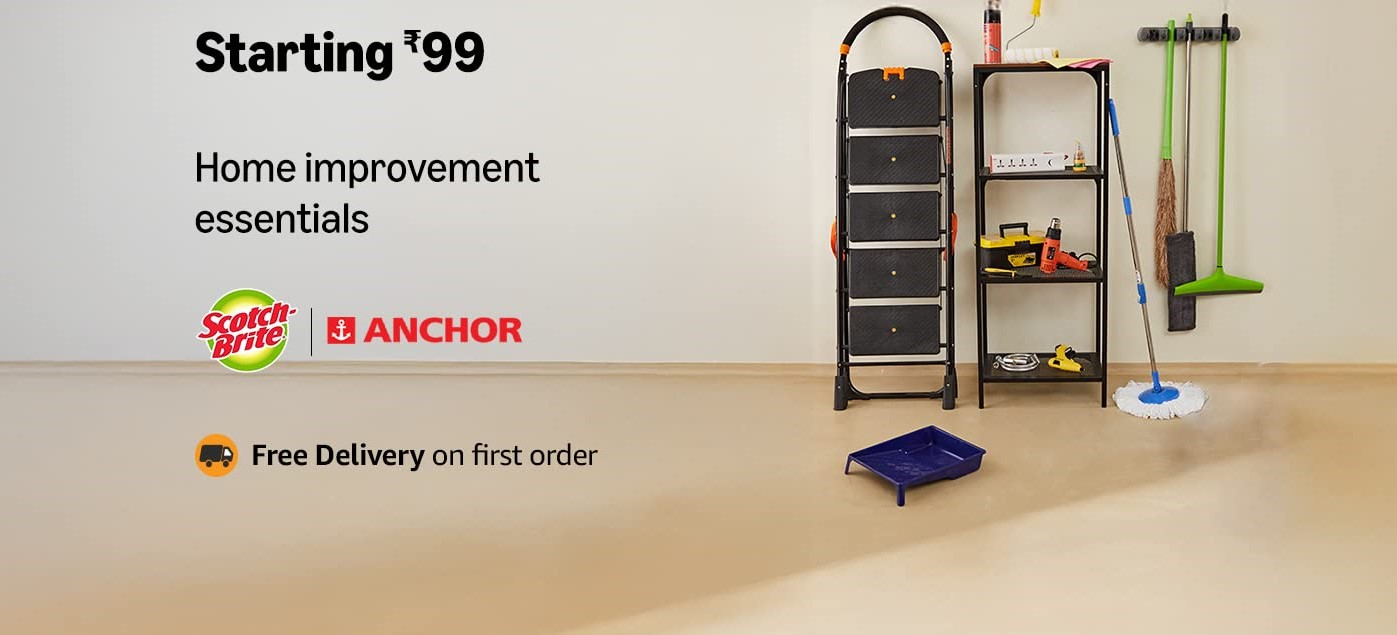 Starting ₹99
Home improvement
essentials
Scotch-
Brite
ANCHOR
Free Delivery on first order